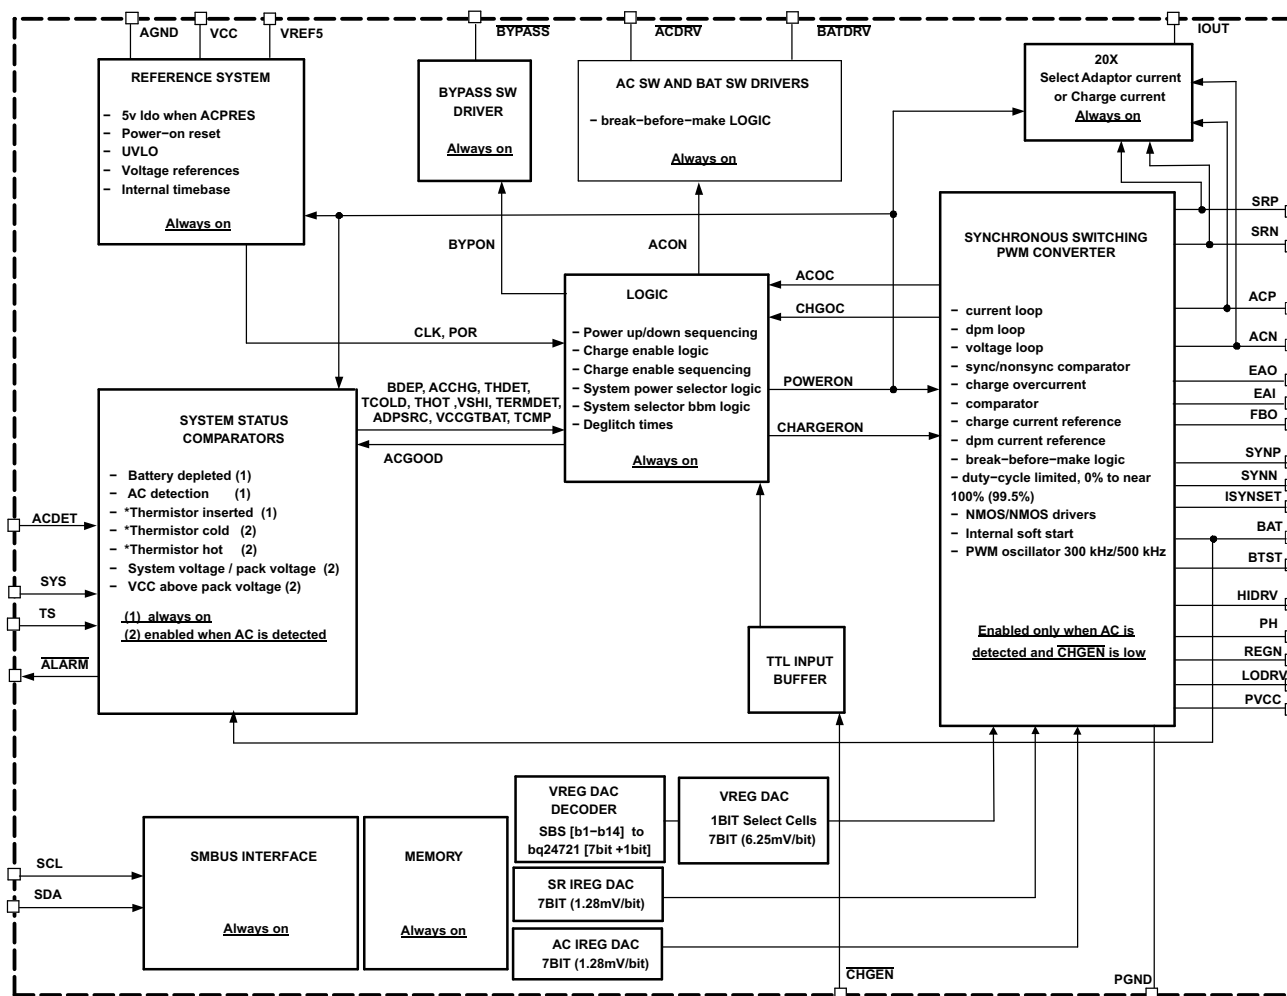 AGND
VCC
VREF5
BYPASS
ACDRV
BATDRV
IOUT
REFERENCE SYSTEM
− 5v ldo when ACPRES
− Power−on reset
− UVLO
− Voltage references
− Internal timebase
Always on
BYPASS SW
DRIVER
Always on
AC SW AND BAT SW DRIVERS
− break−before−make LOGIC
Always on
20X
Select Adaptor current
or Charge current
Always on
BYPON
ACON
CLK, POR
LOGIC
− Power up/down sequencing
− Charge enable logic
− Charge enable sequencing
− System power selector logic
− System selector bbm logic
− Deglitch times
Always on
ACOC
CHGOC
POWERON
CHARGERON
BDEP, ACCHG, THDET,
TCOLD, THOT ,VSHI, TERMDET,
ADPSRC, VCCGTBAT, TCMP
ACGOOD
SYNCHRONOUS SWITCHING
PWM CONVERTER
− current loop
− dpm loop
− voltage loop
− sync/nonsync comparator
− charge overcurrent
− comparator
− charge current reference
− dpm current reference
− break−before−make logic
− duty−cycle limited, 0% to near
100% (99.5%)
− NMOS/NMOS drivers
− Internal soft start
− PWM oscillator 300 kHz/500 kHz
Enabled only when AC is
detected and CHGEN is low
SRP
SRN
ACP
ACN
EAO
EAI
FBO
SYNP
SYNN
ISYNSET
BAT
BTST
HIDRV
PH
REGN
LODRV
PVCC
SYSTEM STATUS
COMPARATORS
− Battery depleted (1)
− AC detection (1)
− *Thermistor inserted (1)
− *Thermistor cold (2)
− *Thermistor hot (2)
− System voltage / pack voltage (2)
− VCC above pack voltage (2)
(1) always on
(2) enabled when AC is detected
ACDET
SYS
TS
ALARM
TTL INPUT
BUFFER
VREG DAC
DECODER
SBS [b1−b14] to
bq24721 [7bit +1bit]
VREG DAC
1BIT Select Cells
7BIT (6.25mV/bit)
SCL
SDA
SMBUS INTERFACE
Always on
MEMORY
Always on
SR IREG DAC
7BIT (1.28mV/bit)
AC IREG DAC
7BIT (1.28mV/bit)
CHGEN
PGND